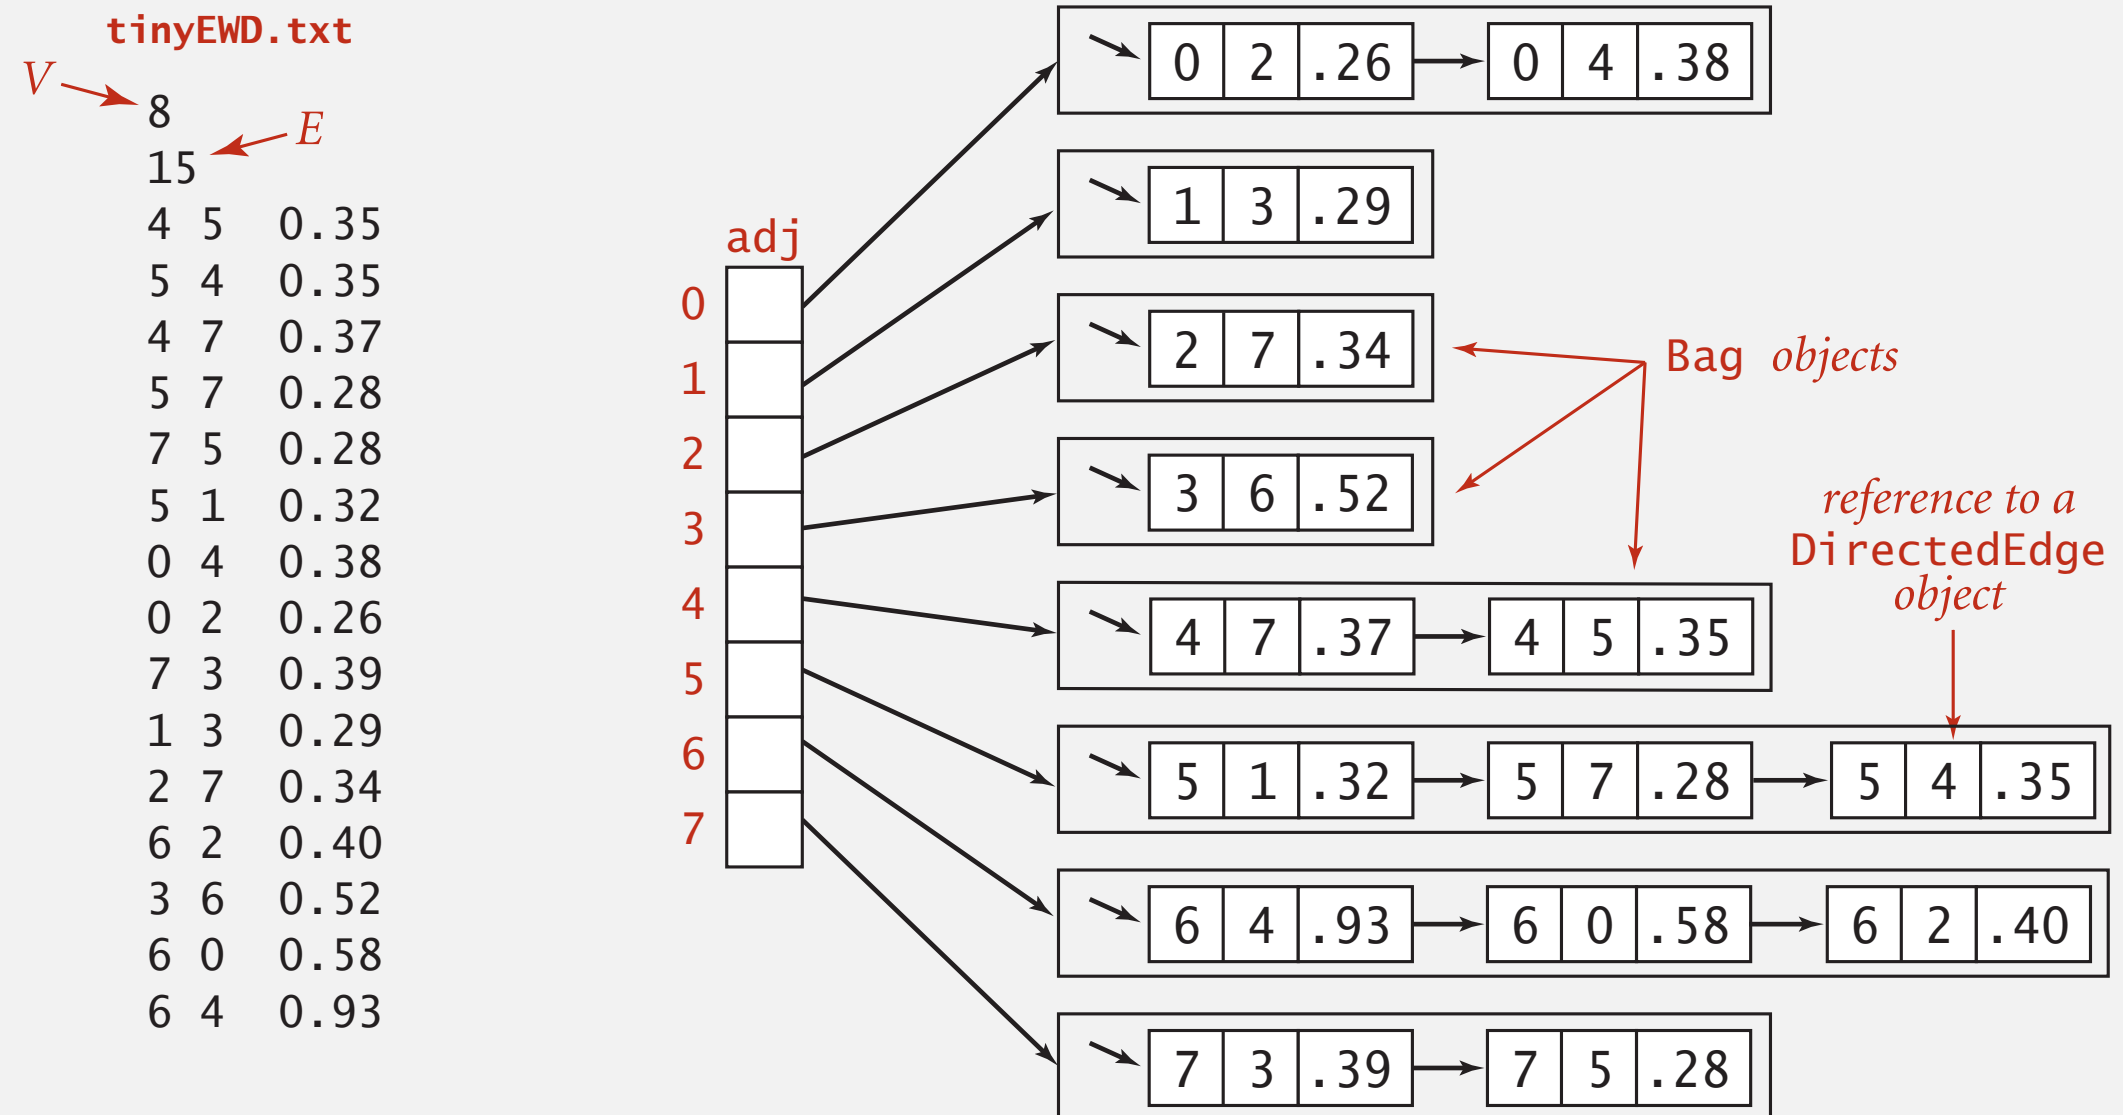 tinyEWD.txt
V
8
E
15
4 5 0.35
5 4 0.35
4 7 0.37
5 7 0.28
7 5 0.28
5 1 0.32
0 4 0.38
0 2 0.26
7 3 0.39
1 3 0.29
2 7 0.34
6 2 0.40
3 6 0.52
6 0 0.58
6 4 0.93
adj
0
1
2
3
4
5
6
7
0 2 .26 0 4 .38
1 3 .29
2 7 .34
3 6 .52
4 7 .37 4 5 .35
5 1 .32 5 7 .28 5 4 .35
6 4 .93 6 0 .58 6 2 .40
7 3 .39 7 5 .28
Bag objects
reference to a
DirectedEdge
object